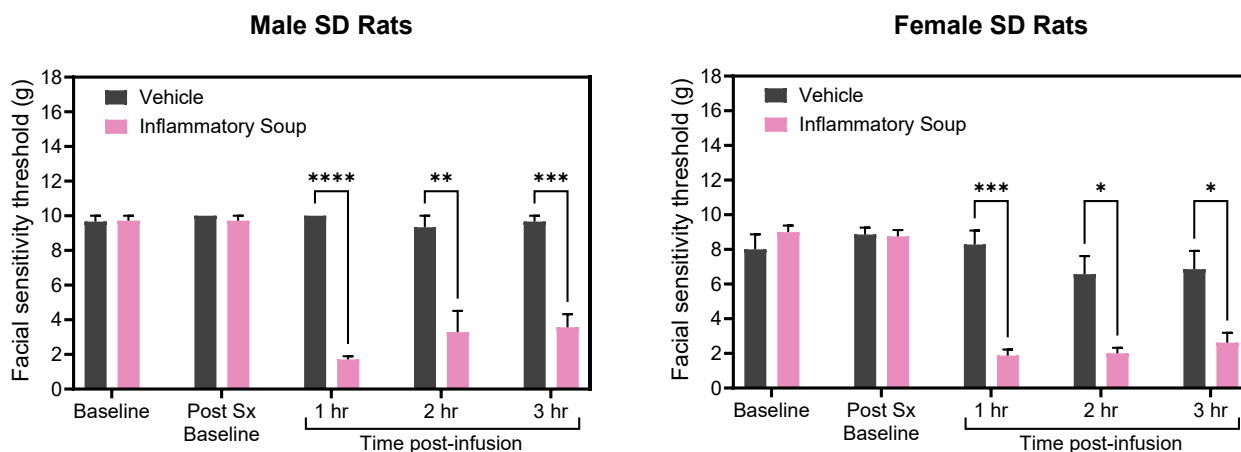 Male SD Rats
Facial sensitivity threshold (g)
18
16
14
12
10
8
6
4
2
0
Vehicle
Inflammatory Soup
****
**
***
Baseline
Post Sx
Baseline
1 hr
2 hr
3 hr
Time post-infusion
Female SD Rats
Facial sensitivity threshold (g)
18
16
14
12
10
8
6
4
2
0
Vehicle
Inflammatory Soup
***
*
*
Baseline
Post Sx
Baseline
1 hr
2 hr
3 hr
Time post-infusion